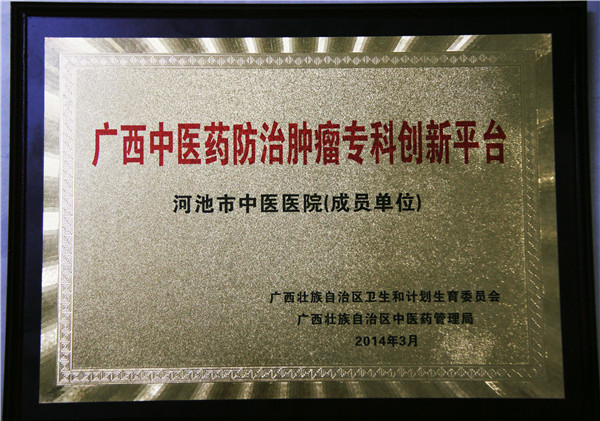 广西中医药防治肿瘤专科创新平台
河池市中医医院(成员单位)
广西壮族自治区卫生和计划生育委员会
广西壮族自治区中医药管理局
2014年3月